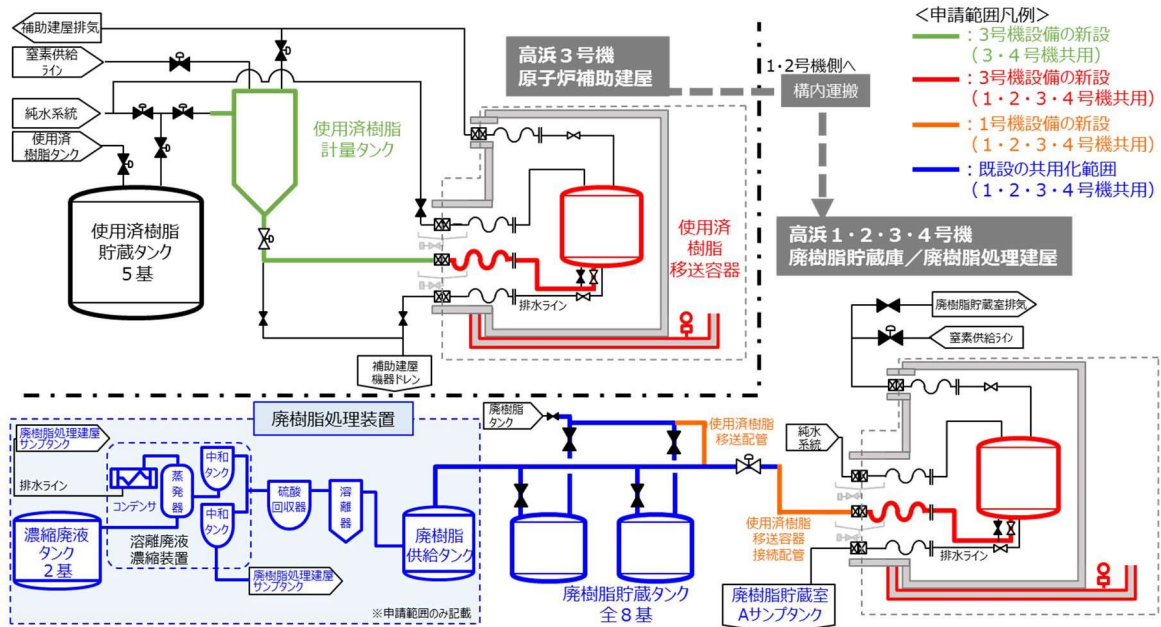 補助建屋排気
窒素供給
ライン
純水系統
使用済
樹脂タンク
使用済樹脂
貯蔵タンク
5基
使用済樹脂
計量タンク
高浜3号機
原子炉補助建屋
1・2号機側へ
構内運搬
使用済
樹脂
移送容器
排水ライン
補助建屋
機器ドレン
<申請範囲凡例>
:3号機設備の新設
(3・4号機共用)
:3号機設備の新設
(1・2・3・4号機共用)
:1号機設備の新設
(1・2・3・4号機共用)
:既設の共用化範囲
(1・2・3・4号機共用)
高浜1・2・3・4号機
廃樹脂貯蔵庫/廃樹脂処理建屋
廃樹脂貯蔵室排気
窒素供給ライン
純水
系統
排水ライン
廃樹脂貯蔵室
Aサンプタンク
廃樹脂処理装置
廃樹脂処理建屋
サンプタンク
排水ライン
コンデンサ
蒸発器
中和
タンク
中和
タンク
硫酸
回収器
溶離器
濃縮廃液
タンク
2基
溶離廃液
濃縮装置
廃樹脂処理建屋
サンプタンク
廃樹脂
供給タンク
※申請範囲のみ記載
廃樹脂
タンク
使用済樹脂
移送配管
使用済樹脂
移送容器
接続配管
廃樹脂貯蔵タンク
全8基